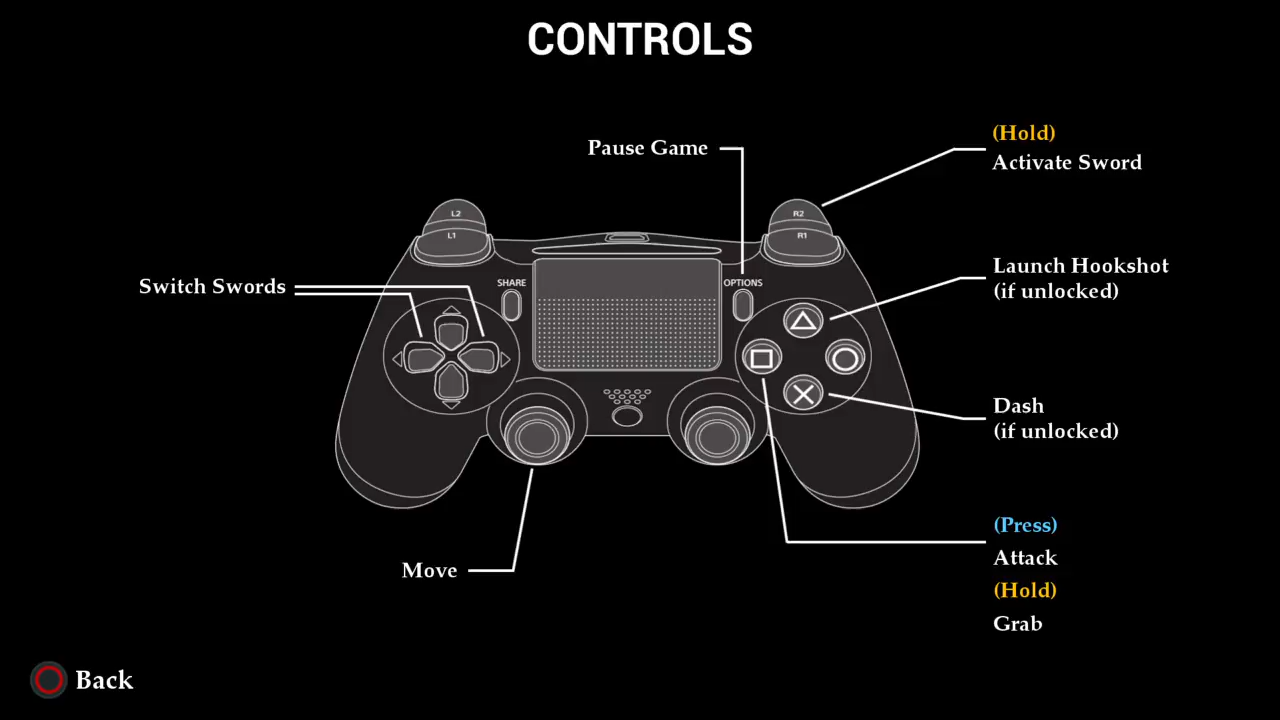 CONTROLS
(Hold)
Activate Sword
Pause Game
L2
R2
L1
R1
Launch Hookshot
(if unlocked)
Switch Swords
SHARE
OPTIONS
Dash
(if unlocked)
(Press)
Attack
(Hold)
Grab
Move
Back